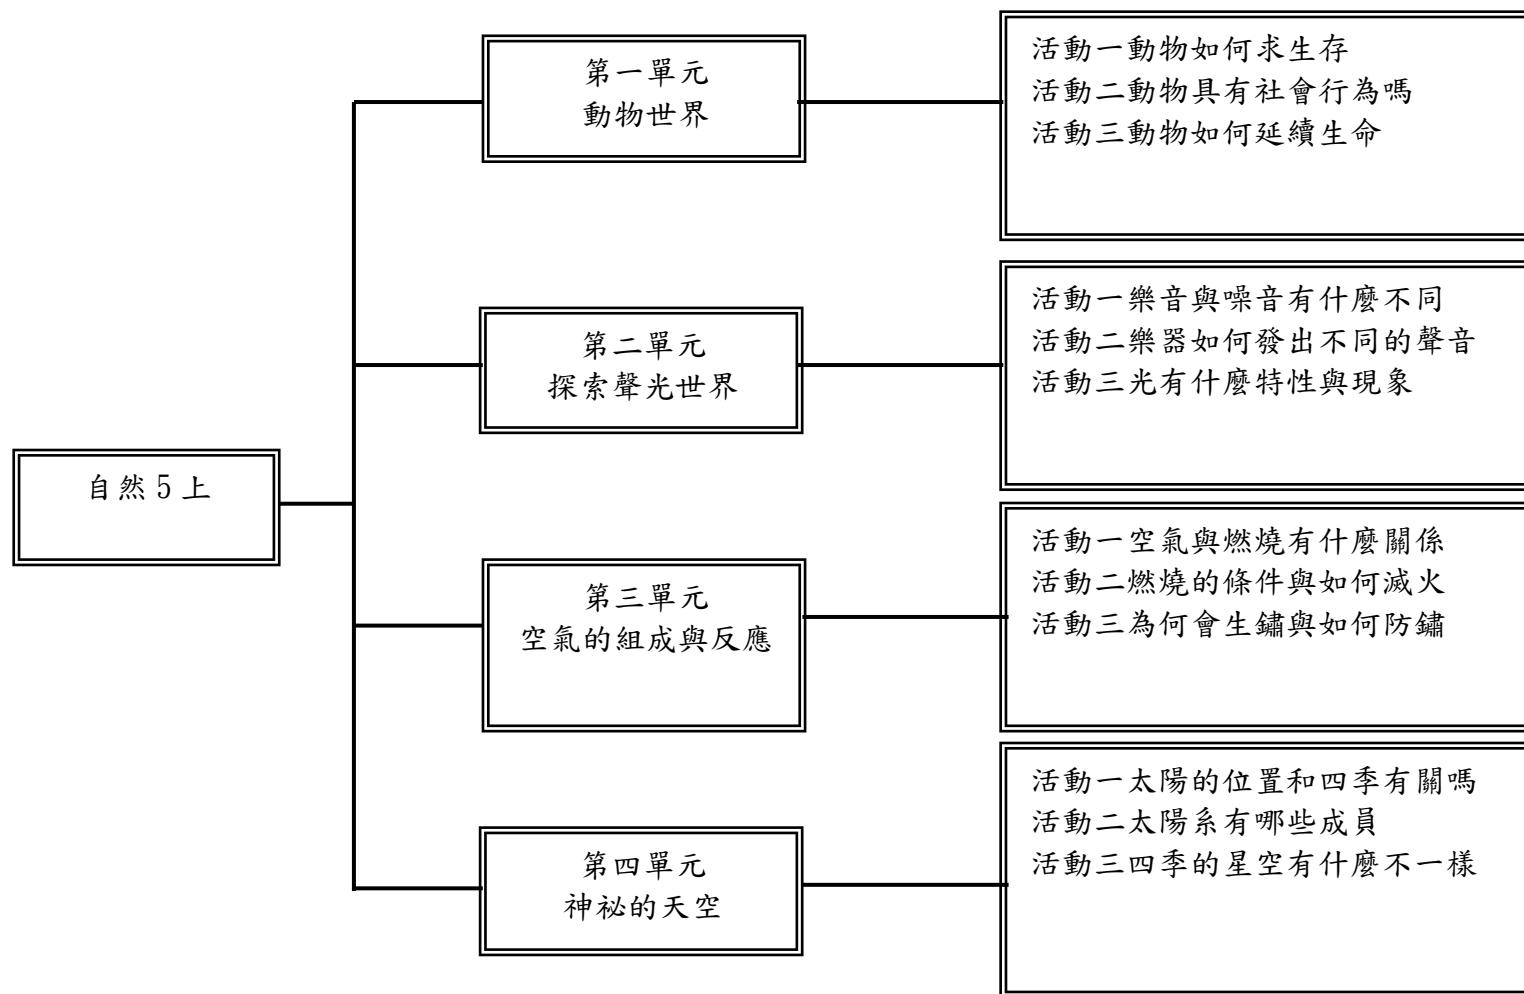 自然5上
第一單元
動物世界
活動一動物如何求生存
活動二動物具有社會行為嗎
活動三動物如何延續生命
第二單元
探索聲光世界
活動一樂音與噪音有什麼不同
活動二樂器如何發出不同的聲音
活動三光有什麼特性與現象
第三單元
空氣的組成與反應
活動一空氣與燃燒有什麼關係
活動二燃燒的條件與如何滅火
活動三為何會生鏽與如何防鏽
第四單元
神祕的天空
活動一太陽的位置和四季有關嗎
活動二太陽系有哪些成員
活動三四季的星空有什麼不一樣